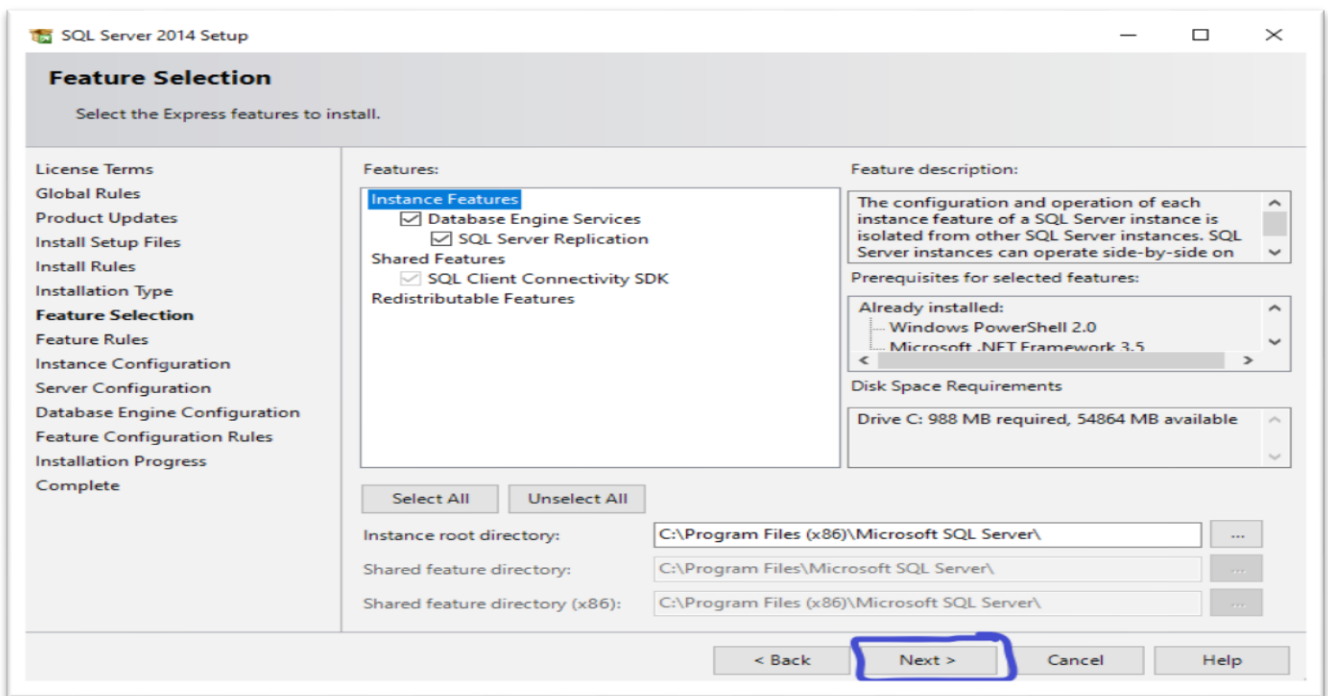 SQL Server 2014 Setup
Feature Selection
Select the Express features to install.
License Terms
Global Rules
Product Updates
Install Setup Files
Install Rules
Installation Type
Feature Selection
Feature Rules
Instance Configuration
Server Configuration
Database Engine Configuration
Feature Configuration Rules
Installation Progress
Complete
Features:
Instance Features
Database Engine Services
SQL Server Replication
Shared Features
SQL Client Connectivity SDK
Redistributable Features
Feature description:
The configuration and operation of each
instance feature of a SQL Server instance is
isolated from other SQL Server instances. SQL
Server instances can operate side-by-side on
Prerequisites for selected features:
Already installed:
Windows PowerShell 2.0
Microsoft .NET Framework 3.5
Disk Space Requirements
Drive C: 988 MB required, 54864 MB available
Select All
Unselect All
Instance root directory:
C:\Program Files (x86)\Microsoft SQL Server\
...
Shared feature directory:
C:\Program Files\Microsoft SQL Server\
...
Shared feature directory (x86):
C:\Program Files (x86)\Microsoft SQL Server\
...
< Back
Next >
Cancel
Help